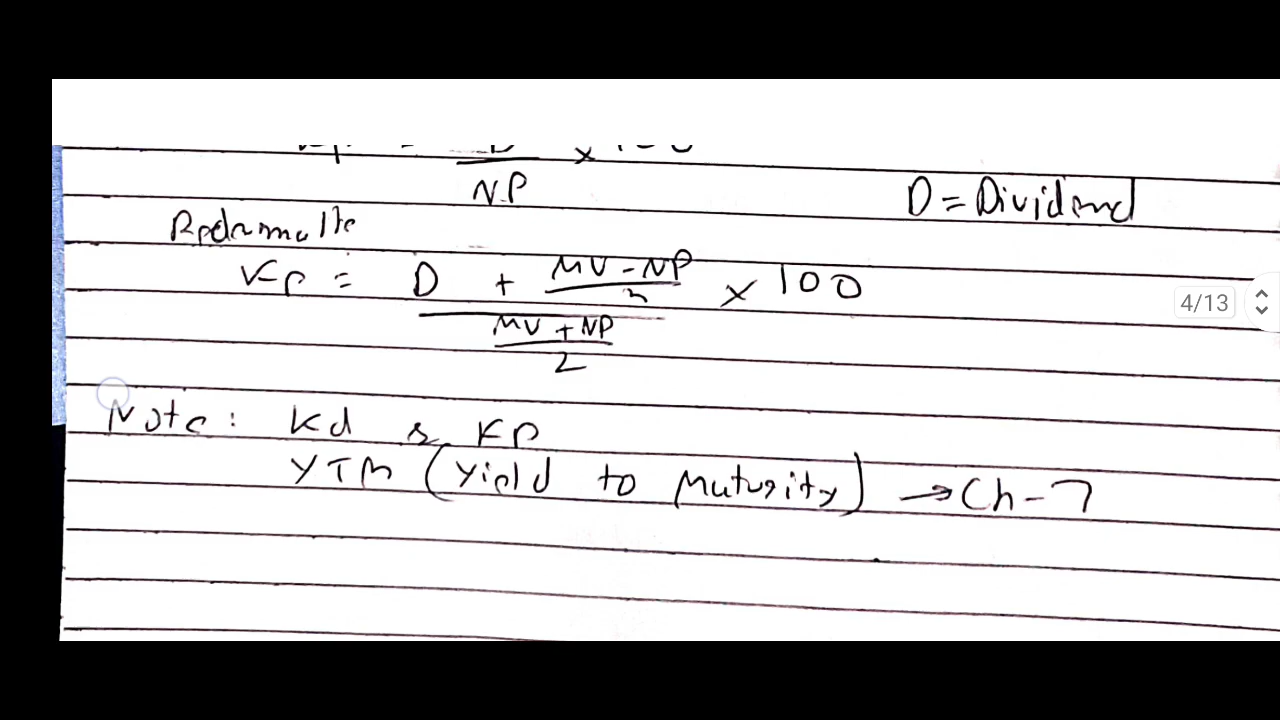 NP
D = Dividend
Kp = D + MV - NP / n × 100
MV + NP / 2
Note: Kd & KP
YTM (Yield to Maturity) → Ch-7
4/13